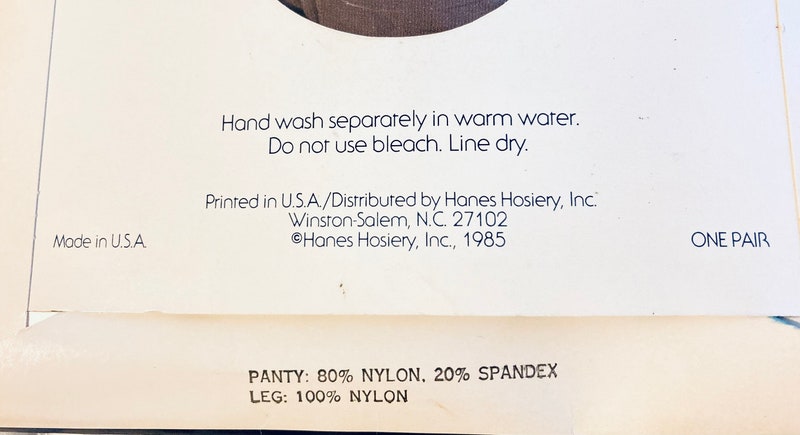 Hand wash separately in warm water.
Do not use bleach. Line dry.
Printed in U.S.A./Distributed by Hanes Hosiery, Inc.
Winston-Salem, N.C. 27102
Made in U.S.A.
©Hanes Hosiery, Inc., 1985
ONE PAIR
PANTY: 80% NYLON, 20% SPANDEX
LEG: 100% NYLON